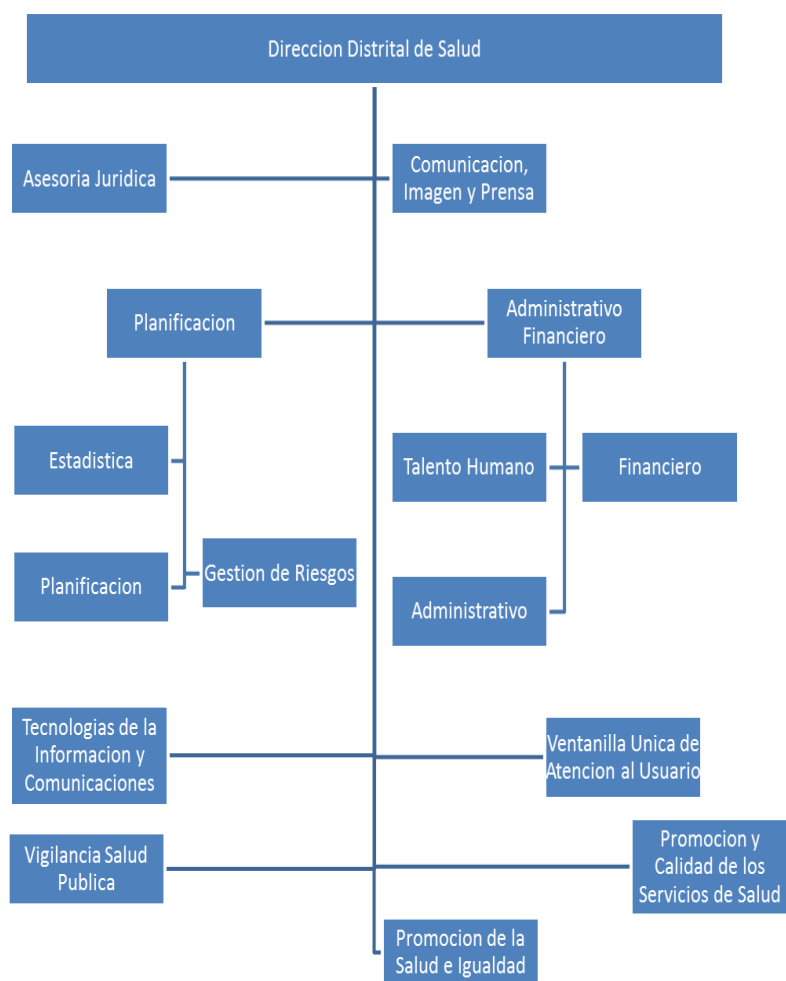 Direccion Distrital de Salud
Asesoria Juridica
Comunicacion,
Imagen y Prensa
Planificacion
Administrativo
Financiero
Estadistica
Talento Humano
Financiero
Planificacion
Gestion de Riesgos
Administrativo
Tecnologias de la
Informacion y
Comunicaciones
Ventanilla Unica de
Atencion al Usuario
Vigilancia Salud
Publica
Promocion y
Calidad de los
Servicios de Salud
Promocion de la
Salud e Igualdad